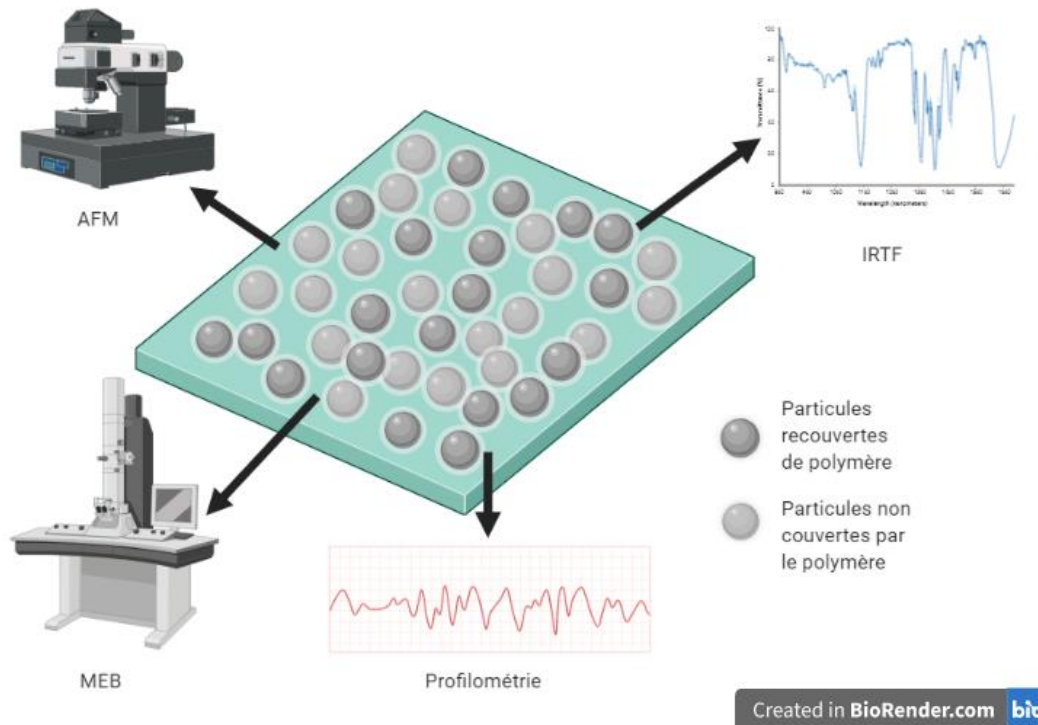 AFM
IRTF
Particules
recouvertes
de polymère
Particules non
couvertes par
le polymère
MEB
Profilométrie
Created in BioRender.com